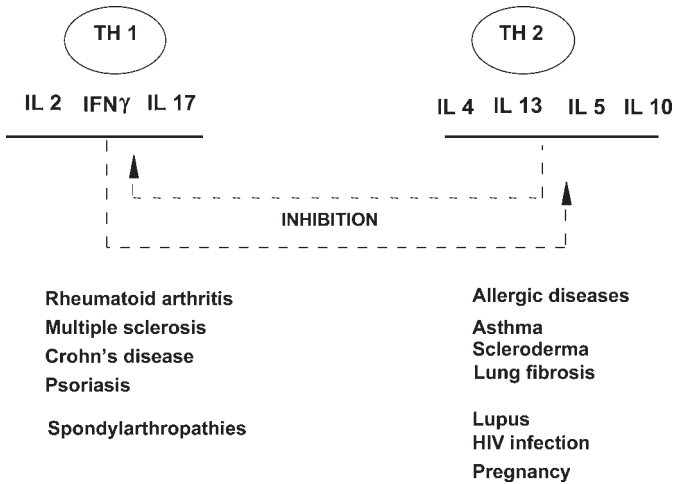 TH 1
TH 2
IL 2 IFNγ IL 17
IL 4 IL 13 IL 5 IL 10
INHIBITION
Rheumatoid arthritis
Multiple sclerosis
Crohn's disease
Psoriasis
Spondylarthropathies
Allergic diseases
Asthma
Scleroderma
Lung fibrosis
Lupus
HIV infection
Pregnancy